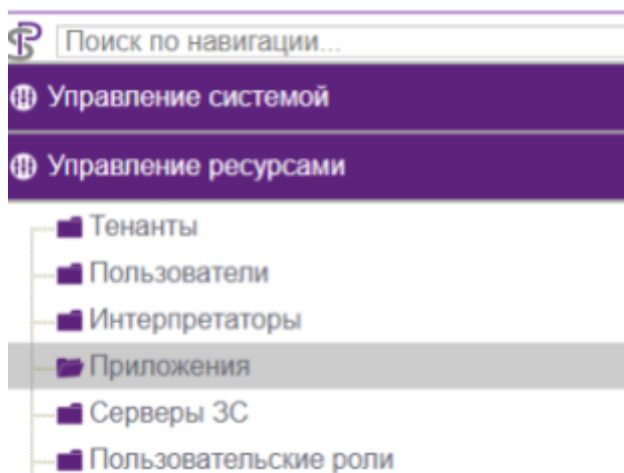 Поиск по навигации...
Управление системой
Управление ресурсами
Тенанты
Пользователи
Интерпретаторы
Приложения
Серверы ЗС
Пользовательские роли